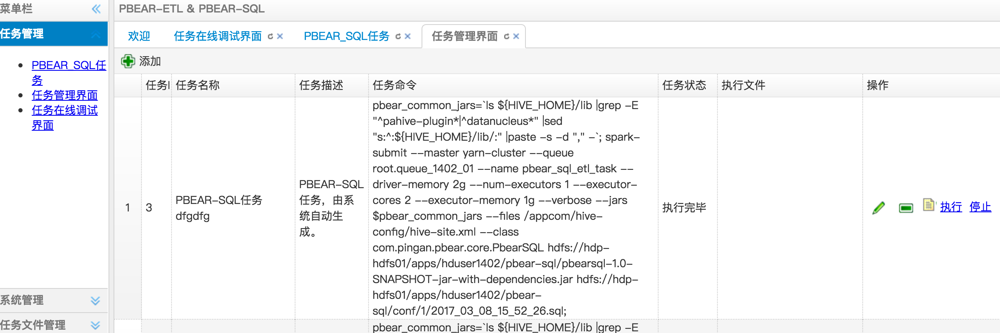 菜单栏
任务管理
PBEAR_SQL任
务
任务管理界面
任务在线调试
界面
系统管理
任务文件管理
PBEAR-ETL & PBEAR-SQL
欢迎 任务在线调试界面 PBEAR_SQL任务 任务管理界面
添加
任务I 任务名称 任务描述 任务命令 任务状态 执行文件 操作
1
3
PBEAR-SQL任务
dfgdfg
PBEAR-SQL
任务，由系
统自动生
成。
pbear_common_jars=`ls ${HIVE_HOME}/lib |grep -E
"^pahive-plugin*|^datanucleus*" |sed
"s:^:${HIVE_HOME}/lib/:" |paste -s -d "," -`; spark-
submit --master yarn-cluster --queue
root.queue_1402_01 --name pbear_sql_etl_task --
driver-memory 2g --num-executors 1 --executor-
cores 2 --executor-memory 1g --verbose --jars
$pbear_common_jars --files /appcom/hive-
config/hive-site.xml --class
com.pingan.pbear.core.PbearSQL hdfs://hdp-
hdfs01/apps/hduser1402/pbear-sql/pbearsql-1.0-
SNAPSHOT-jar-with-dependencies.jar hdfs://hdp-
hdfs01/apps/hduser1402/pbear-
sql/conf/1/2017_03_08_15_52_26.sql;
执行完毕
执行 停止
pbear_common_jars=`ls ${HIVE_HOME}/lib |grep -E